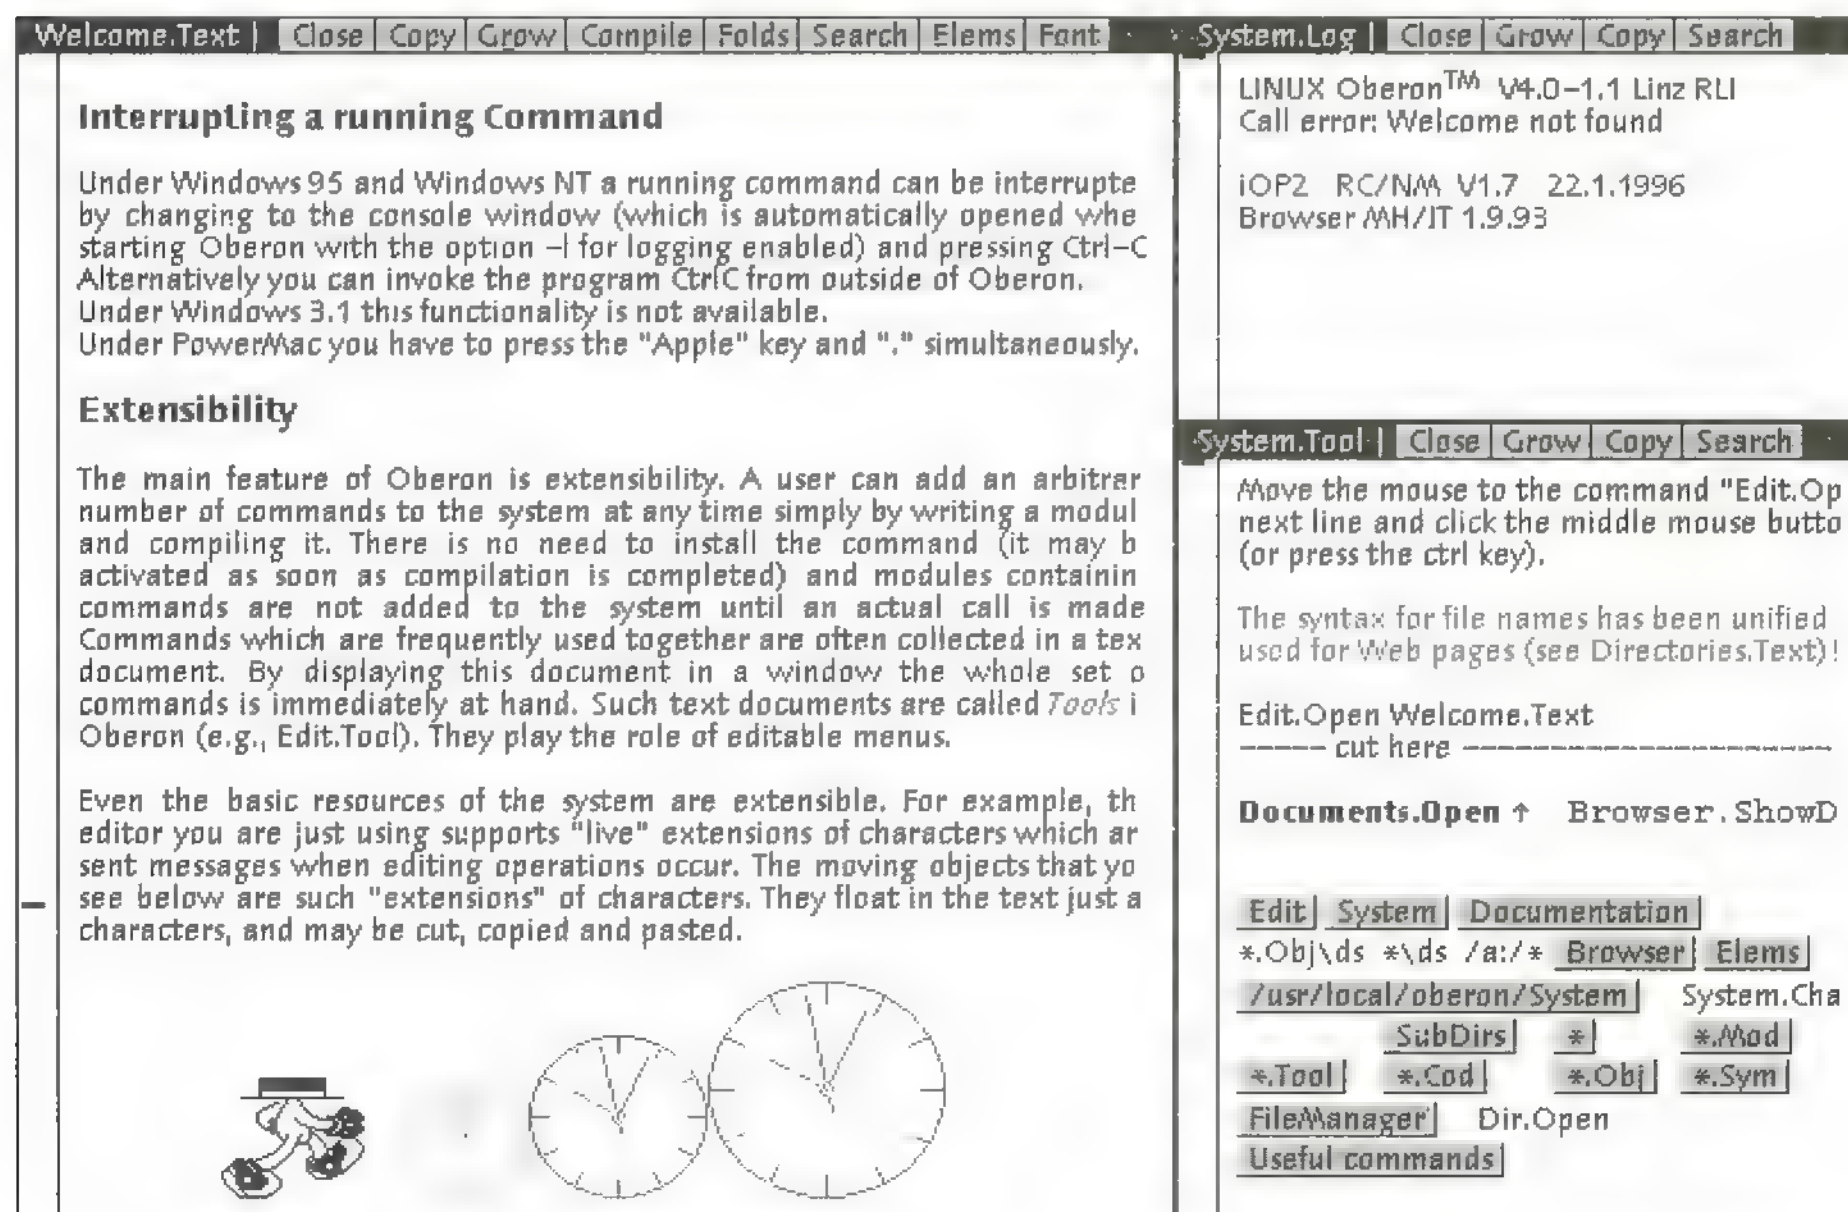 Welcome.Text | Close Copy Grow Compile Folds Search Elems Font
Interrupting a running Command
Under Windows 95 and Windows NT a running command can be interrupte
by changing to the console window (which is automatically opened whe
starting Oberon with the option –l for logging enabled) and pressing Ctrl–C
Alternatively you can invoke the program CtrlC from outside of Oberon.
Under Windows 3.1 this functionality is not available.
Under PowerMac you have to press the "Apple" key and "." simultaneously.
Extensibility
The main feature of Oberon is extensibility. A user can add an arbitrar
number of commands to the system at any time simply by writing a modul
and compiling it. There is no need to install the command (it may b
activated as soon as compilation is completed) and modules containin
commands are not added to the system until an actual call is made
Commands which are frequently used together are often collected in a tex
document. By displaying this document in a window the whole set o
commands is immediately at hand. Such text documents are called Tools i
Oberon (e.g., Edit.Tool). They play the role of editable menus.
Even the basic resources of the system are extensible. For example, th
editor you are just using supports "live" extensions of characters which ar
sent messages when editing operations occur. The moving objects that yo
see below are such "extensions" of characters. They float in the text just a
characters, and may be cut, copied and pasted.
System.Log | Close Grow Copy Search
LINUX Oberon™ V4.0–1.1 Linz RLI
Call error: Welcome not found
iOP2 RC/NM V1.7 22.1.1996
Browser MH/JT 1.9.93
System.Tool | Close Grow Copy Search
Move the mouse to the command "Edit.Op
next line and click the middle mouse butto
(or press the ctrl key).
The syntax for file names has been unified
used for Web pages (see Directories.Text)!
Edit.Open Welcome.Text
––––– cut here –––––––––––––––––––––––
Documents.Open ↑ Browser.ShowD
Edit System Documentation
*.Obj\ds *\ds /a:/* Browser Elems
/usr/local/oberon/System System.Cha
SubDirs * *.Mod
*.Tool *.Cod *.Obj *.Sym
FileManager Dir.Open
Useful commands